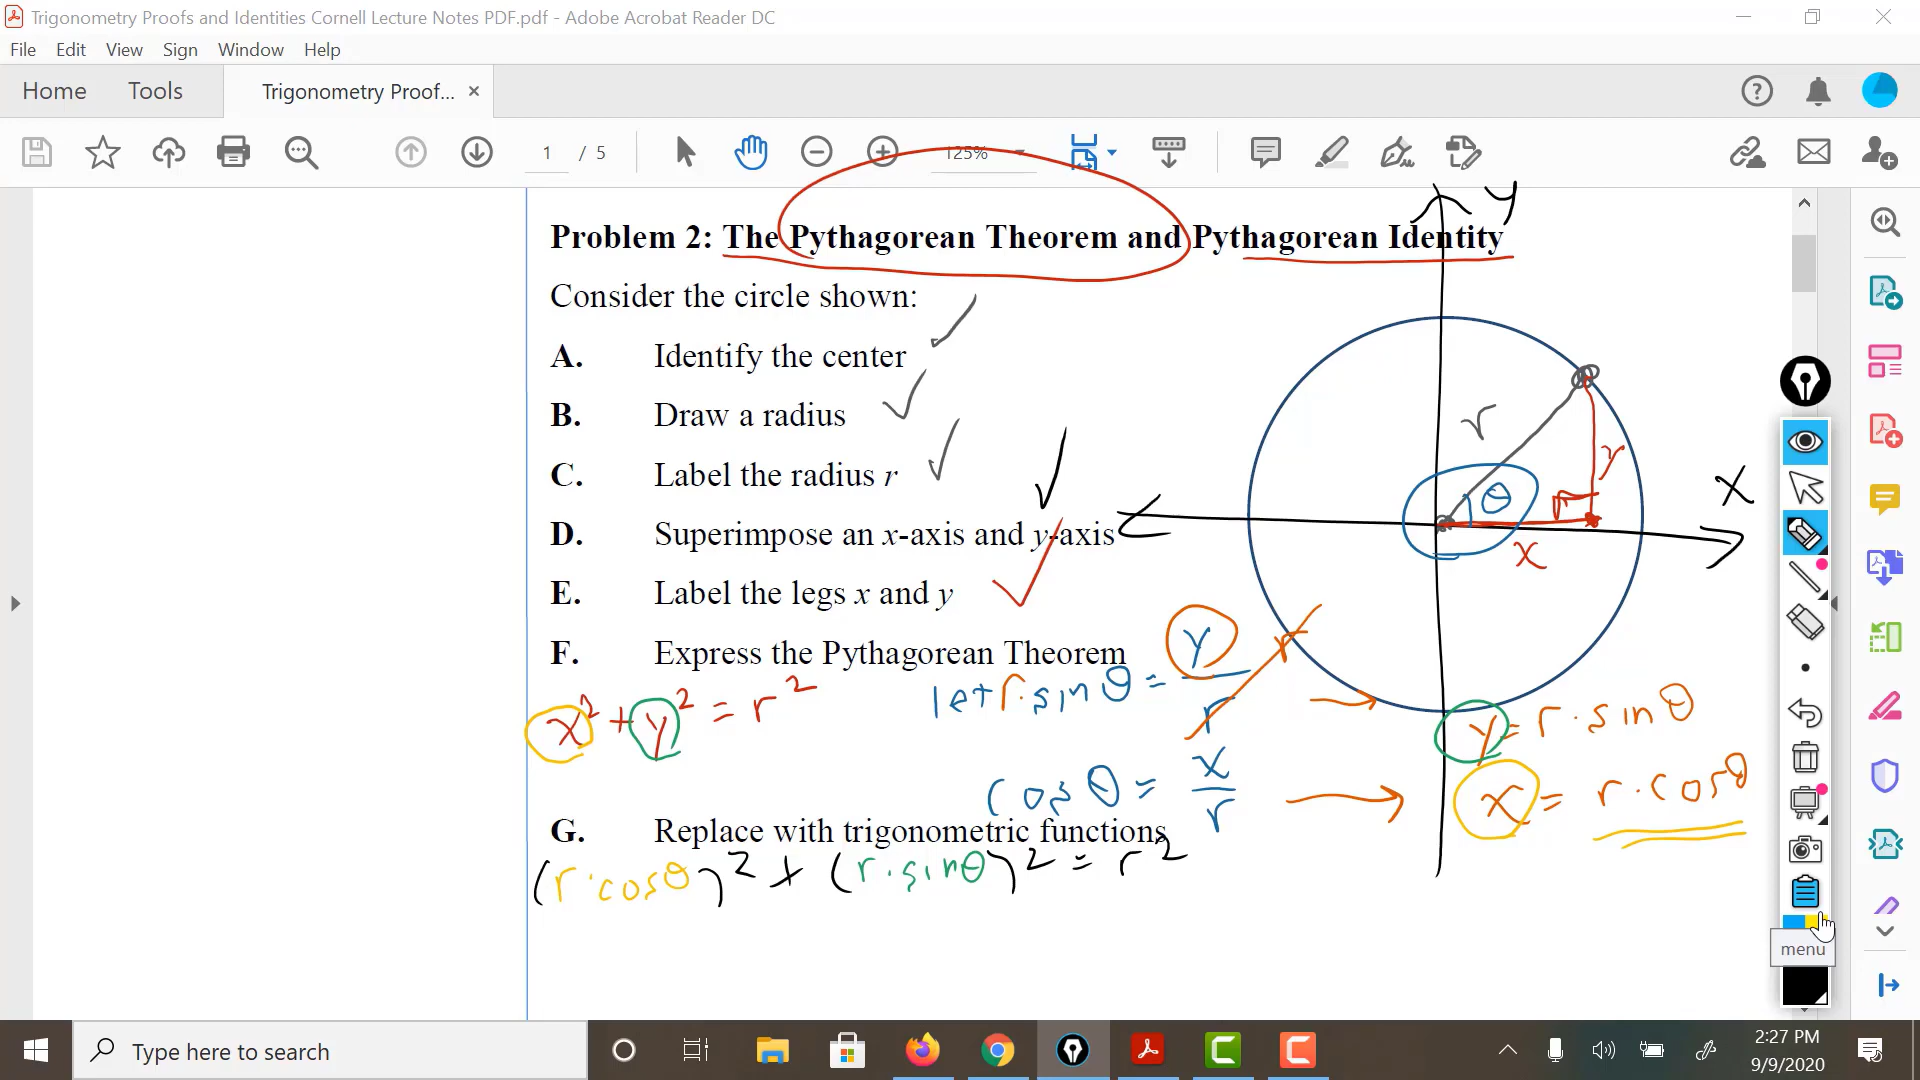 Trigonometry Proofs and Identities Cornell Lecture Notes PDF.pdf - Adobe Acrobat Reader DC
File Edit View Sign Window Help
Home Tools Trigonometry Proof... ×
1 / 5 125%
Problem 2: The Pythagorean Theorem and Pythagorean Identity
y
Consider the circle shown:
A. Identify the center
B. Draw a radius
r
C. Label the radius r
y
θ
x
D. Superimpose an x-axis and y-axis
x
E. Label the legs x and y
F. Express the Pythagorean Theorem
x² + y² = r²
let r·sin θ = y/r · r → y = r·sinθ
cos θ = x/r → x = r·cosθ
G. Replace with trigonometric functions
(r·cosθ)² + (r·sinθ)² = r²
menu
Type here to search
2:27 PM
9/9/2020